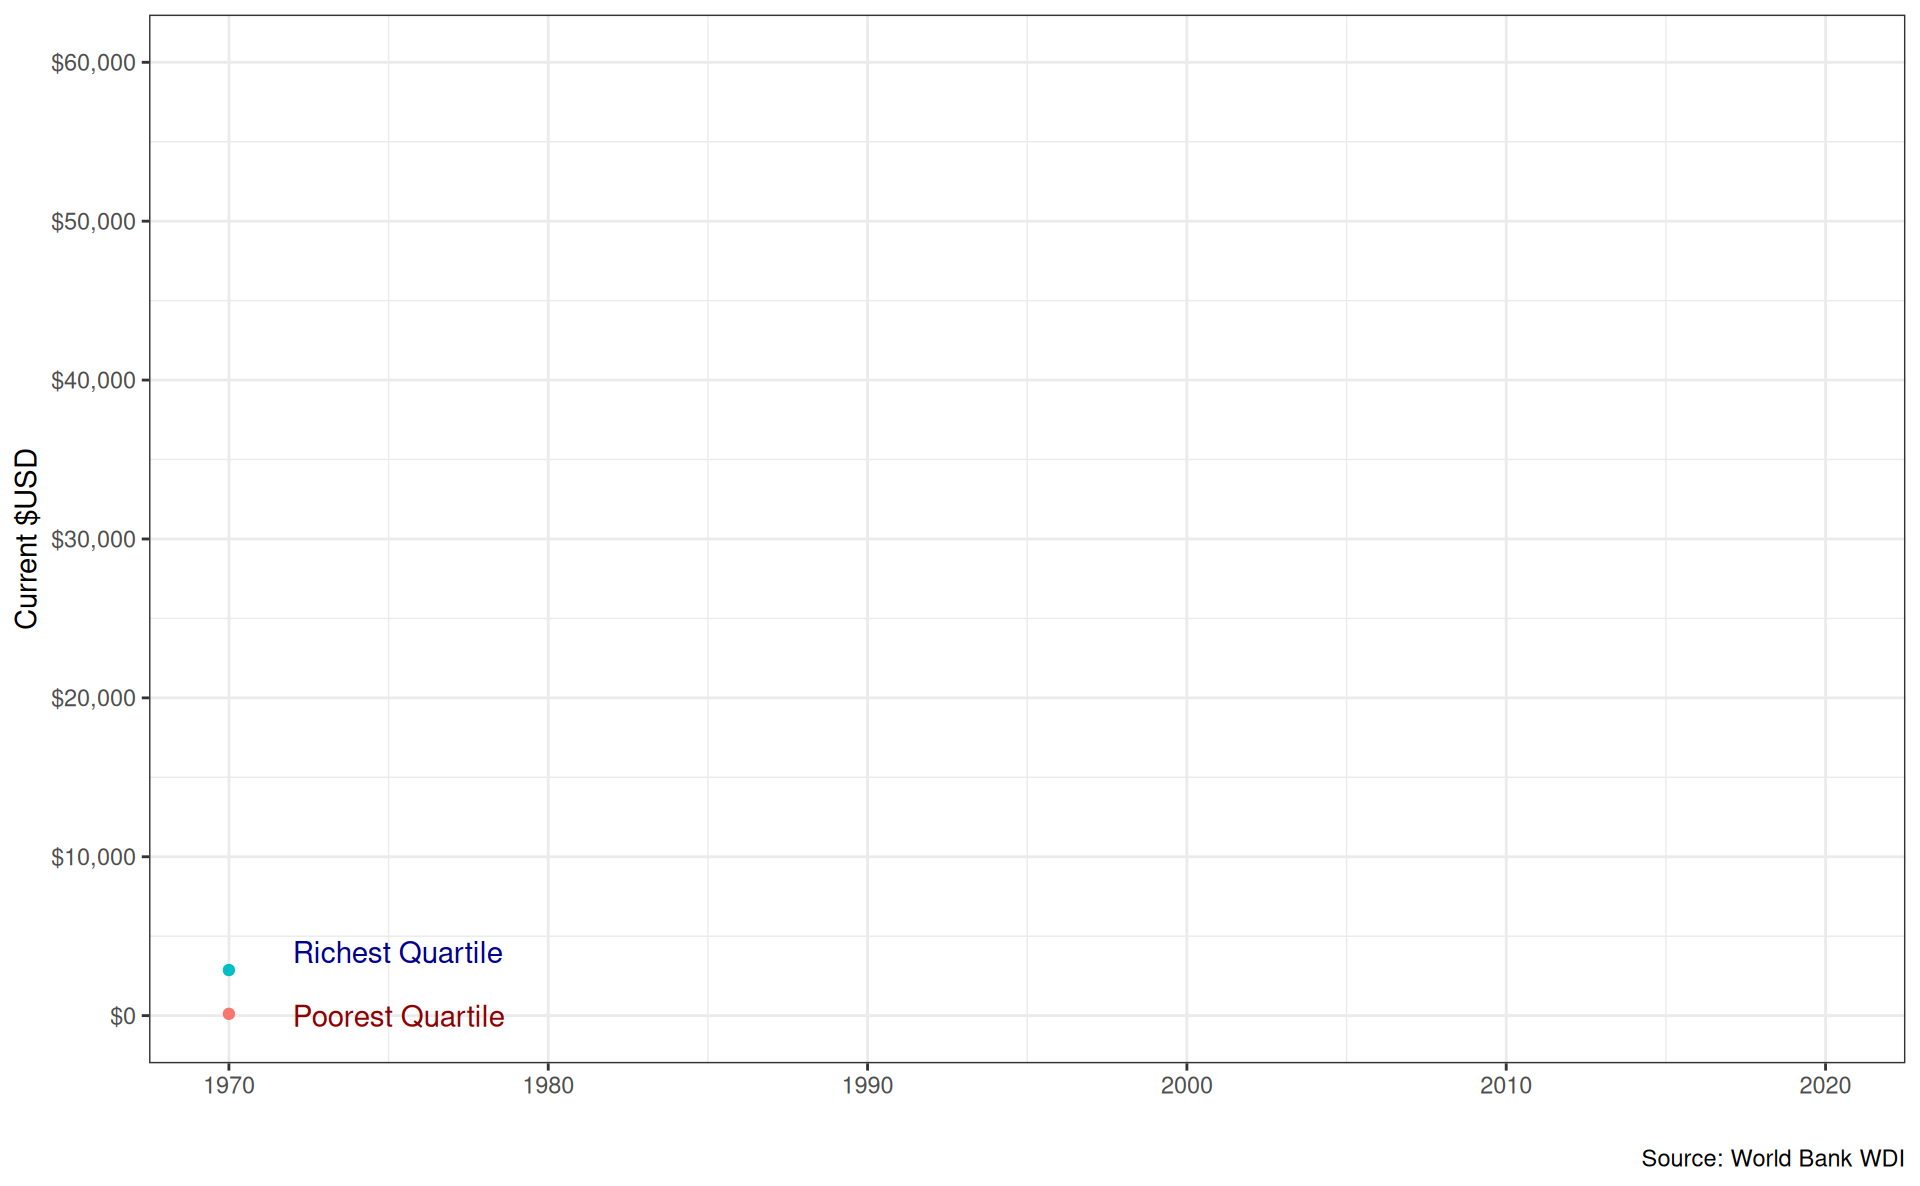 $60,000
$50,000
$40,000
$30,000
$20,000
$10,000
$0
Current $USD
Richest Quartile
Poorest Quartile
1970 1980 1990 2000 2010 2020
Source: World Bank WDI